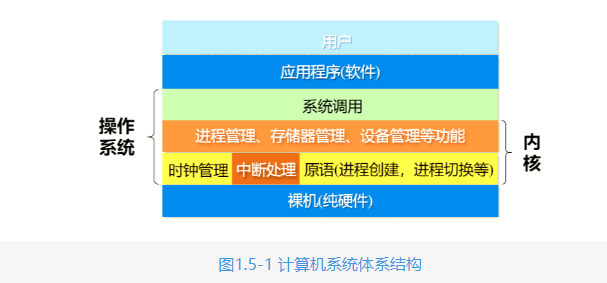 用户
应用程序(软件)
系统调用
操作
系统
进程管理、存储器管理、设备管理等功能
内
核
时钟管理 中断处理 原语(进程创建，进程切换等)
裸机(纯硬件)
图1.5-1 计算机系统体系结构